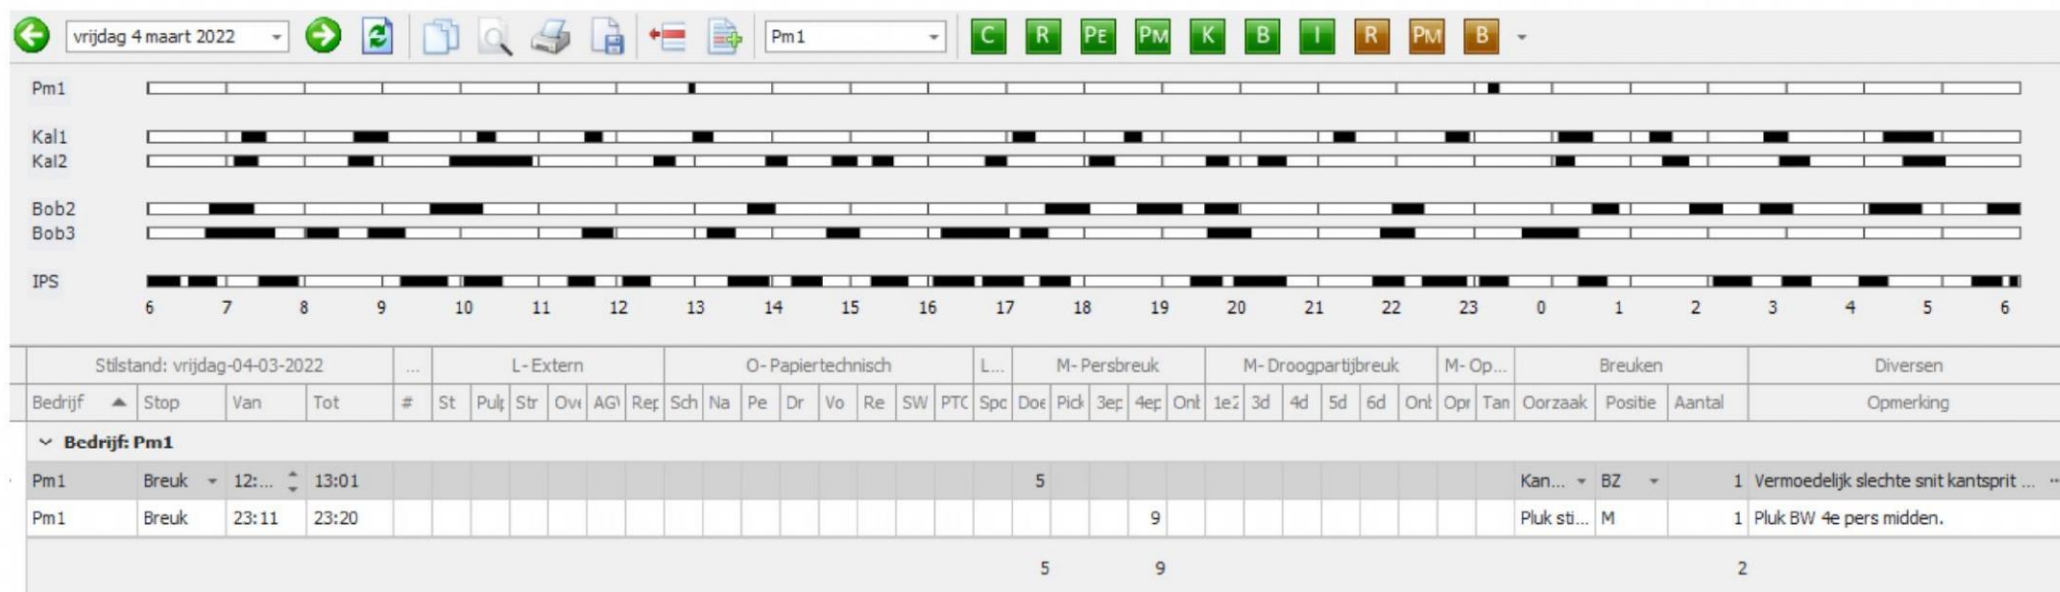 vrijdag 4 maart 2022 Pm1 C R PE PM K B I R PM B
Pm1
Kal1
Kal2
Bob2
Bob3
IPS
6 7 8 9 10 11 12 13 14 15 16 17 18 19 20 21 22 23 0 1 2 3 4 5 6
Stilstand: vrijdag-04-03-2022 ... L-Extern O-Papiertechnisch L... M-Persbreuk M-Droogpartijbreuk M-Op... Breuken Diversen
Bedrijf Stop Van Tot # St Pulp Str Ove AGV Rep Sch Na Pe Dr Vo Re SW PTC Spo Doe Pick 3ep 4ep Ont 1e2 3d 4d 5d 6d Ont Opr Tan Oorzaak Positie Aantal Opmerking
Bedrijf: Pm1
Pm1 Breuk 12:... 13:01 5 Kan... BZ 1 Vermoedelijk slechte snit kantsprit ... ...
Pm1 Breuk 23:11 23:20 9 Pluk sti... M 1 Pluk BW 4e pers midden.
5 9 2